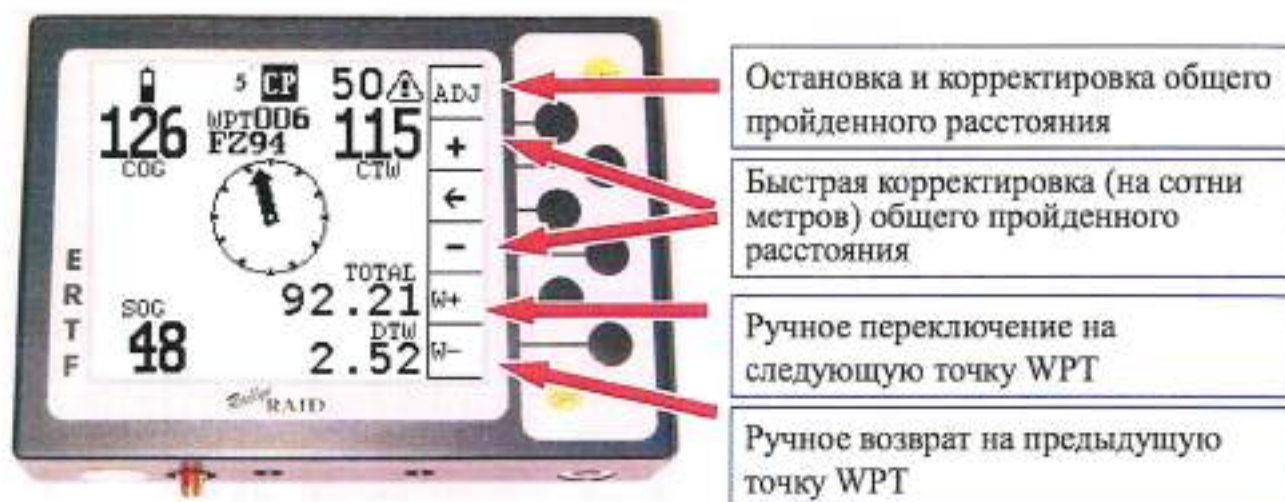 5 CP 50 ADJ
126 WPT006 115 +
FZ94
COG CTW
←
−
TOTAL
92.21 W+
SOG DTW
48 2.52 W−
E
R
T
F
Rallye
RAID
Остановка и корректировка общего
пройденного расстояния
Быстрая корректировка (на сотни
метров) общего пройденного
расстояния
Ручное переключение на
следующую точку WPT
Ручное возврат на предыдущую
точку WPT